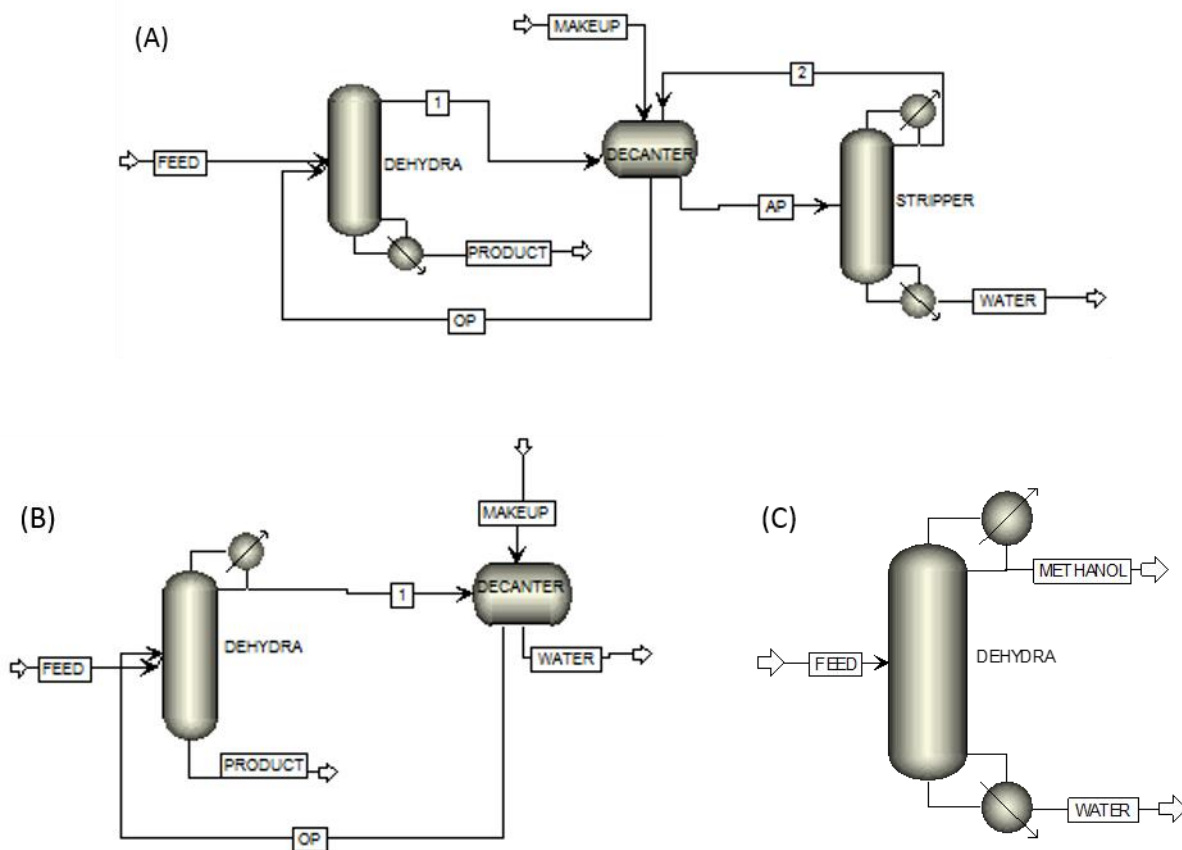 (A)
MAKEUP
2
1
DECANTER
FEED
DEHYDRA
AP
STRIPPER
PRODUCT
WATER
OP
(B)
MAKEUP
DECANTER
1
DEHYDRA
WATER
FEED
PRODUCT
OP
(C)
METHANOL
FEED
DEHYDRA
WATER